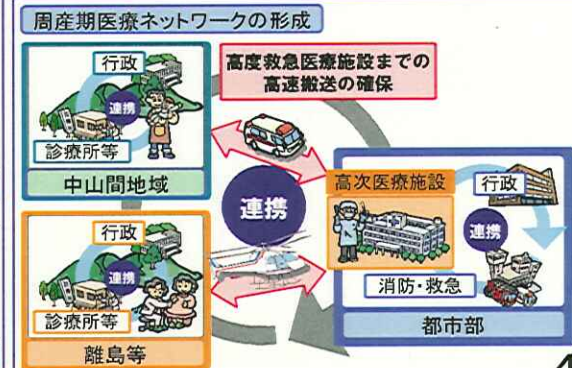 周産期医療ネットワークの形成
行政
連携
診療所等
中山間地域
高度救急医療施設までの
高速搬送の確保
連携
行政
連携
診療所等
離島等
高次医療施設
行政
連携
消防・救急
都市部